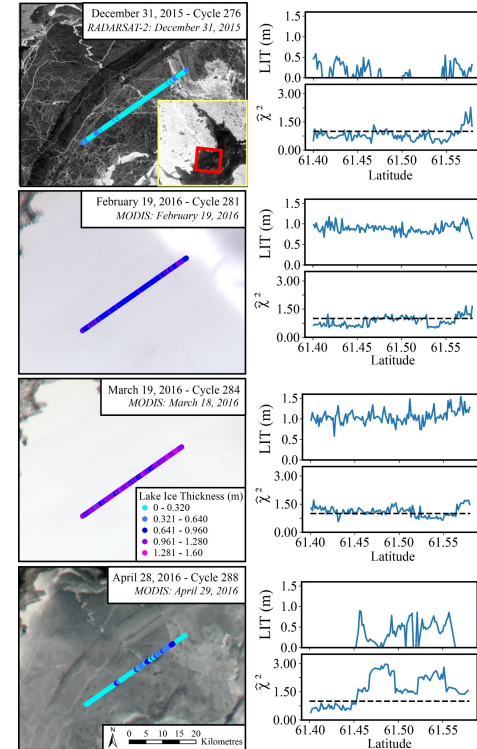 December 31, 2015 - Cycle 276
RADARSAT-2: December 31, 2015
LIT (m)
1.5
1.0
0.5
0.0
χ̂ ²
3.00
1.50
0.00
61.40 61.45 61.50 61.55
Latitude
February 19, 2016 - Cycle 281
MODIS: February 19, 2016
LIT (m)
1.5
1.0
0.5
0.0
χ̂ ²
3.00
1.50
0.00
61.40 61.45 61.50 61.55
Latitude
March 19, 2016 - Cycle 284
MODIS: March 18, 2016
Lake Ice Thickness (m)
0 - 0.320
0.321 - 0.640
0.641 - 0.960
0.961 - 1.280
1.281 - 1.60
LIT (m)
1.5
1.0
0.5
0.0
χ̂ ²
3.00
1.50
0.00
61.40 61.45 61.50 61.55
Latitude
April 28, 2016 - Cycle 288
MODIS: April 29, 2016
N
0 5 10 15 20
Kilometres
LIT (m)
1.5
1.0
0.5
0.0
χ̂ ²
3.00
1.50
0.00
61.40 61.45 61.50 61.55
Latitude